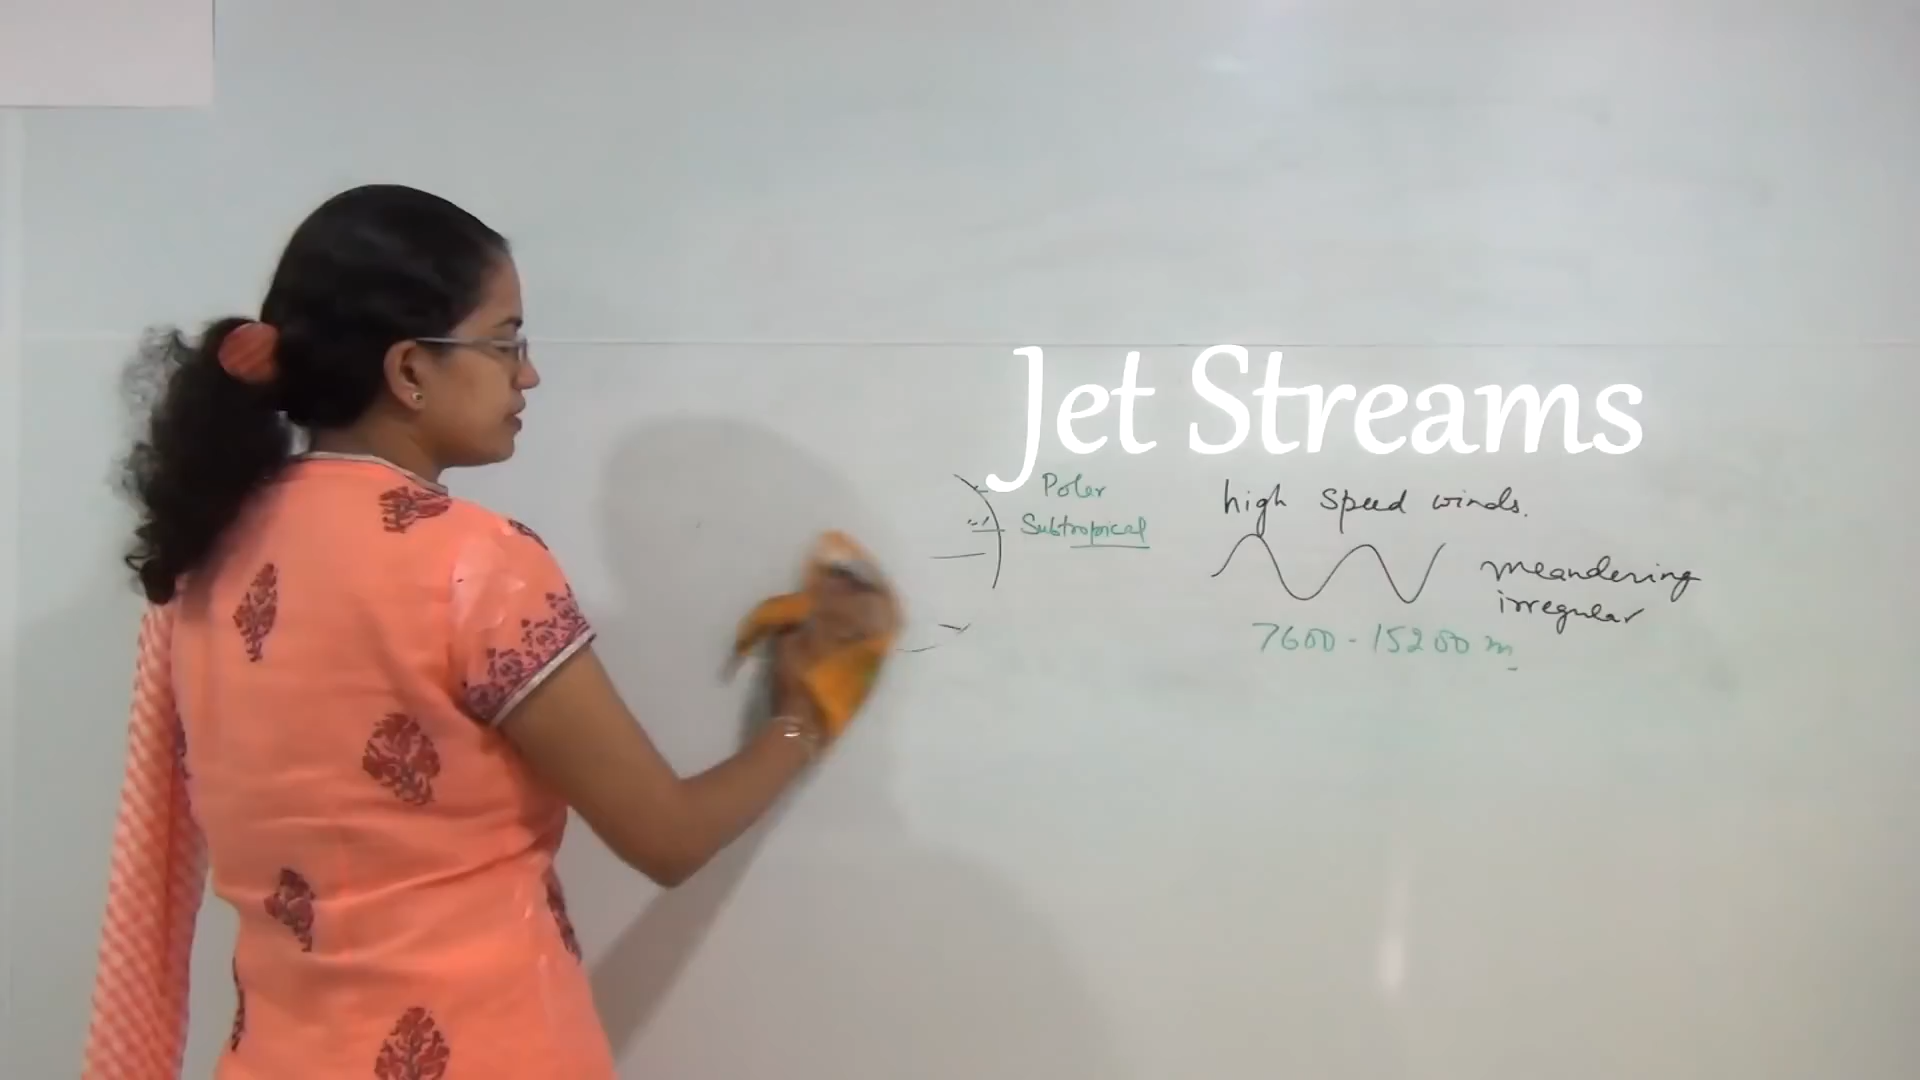 Jet Streams
Polar
Subtropical
high speed winds.
meandering
irregular
7600 - 15200 m